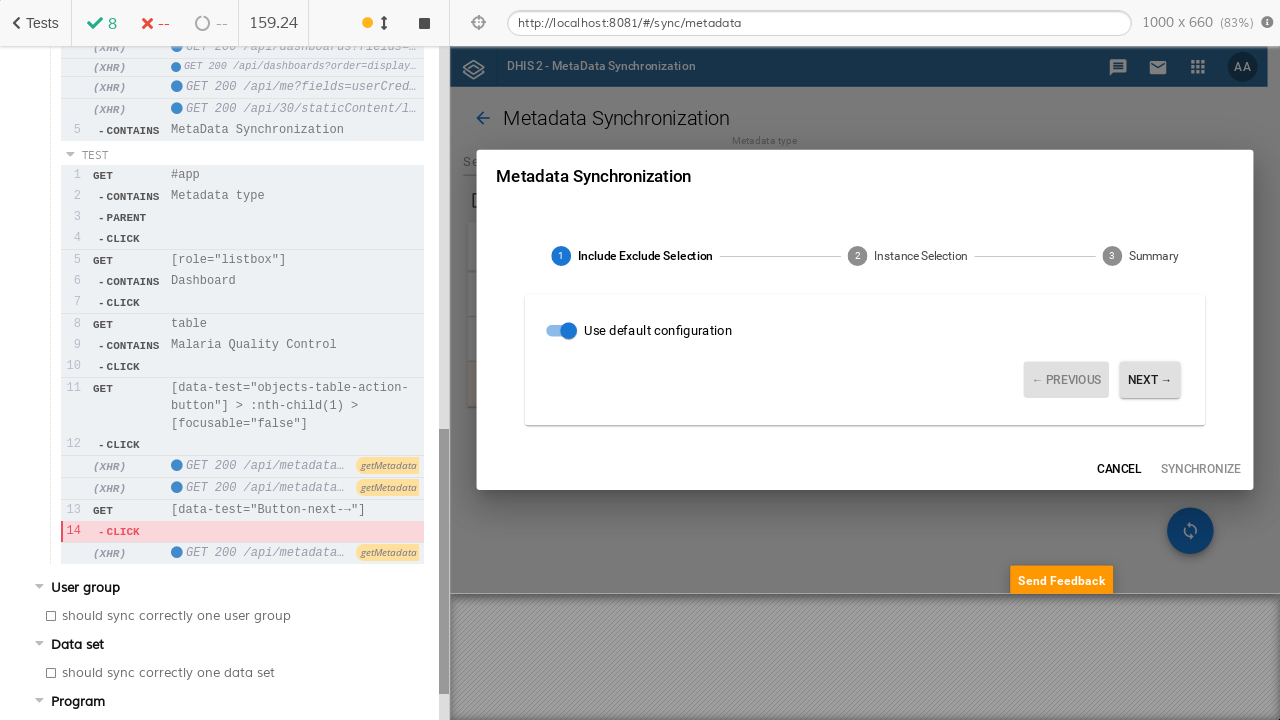 Tests
8
--
--
159.24
http://localhost:8081/#/sync/metadata
1000 x 660 (83%)
(XHR) GET 200 /api/dashboards?fields=…
(XHR) GET 200 /api/dashboards?order=display…
(XHR) GET 200 /api/me?fields=userCred…
(XHR) GET 200 /api/30/staticContent/l…
5 - CONTAINS MetaData Synchronization
TEST
1 GET #app
2 - CONTAINS Metadata type
3 - PARENT
4 - CLICK
5 GET [role="listbox"]
6 - CONTAINS Dashboard
7 - CLICK
8 GET table
9 - CONTAINS Malaria Quality Control
10 - CLICK
11 GET [data-test="objects-table-action-
button"] > :nth-child(1) >
[focusable="false"]
12 - CLICK
(XHR) GET 200 /api/metadata… getMetadata
(XHR) GET 200 /api/metadata… getMetadata
13 GET [data-test="Button-next-→"]
14 - CLICK
(XHR) GET 200 /api/metadata… getMetadata
User group
should sync correctly one user group
Data set
should sync correctly one data set
Program
DHIS 2 - MetaData Synchronization
AA
Metadata Synchronization
Metadata type
Se
Metadata Synchronization
1 Include Exclude Selection
2 Instance Selection
3 Summary
Use default configuration
← PREVIOUS
NEXT →
CANCEL
SYNCHRONIZE
Send Feedback